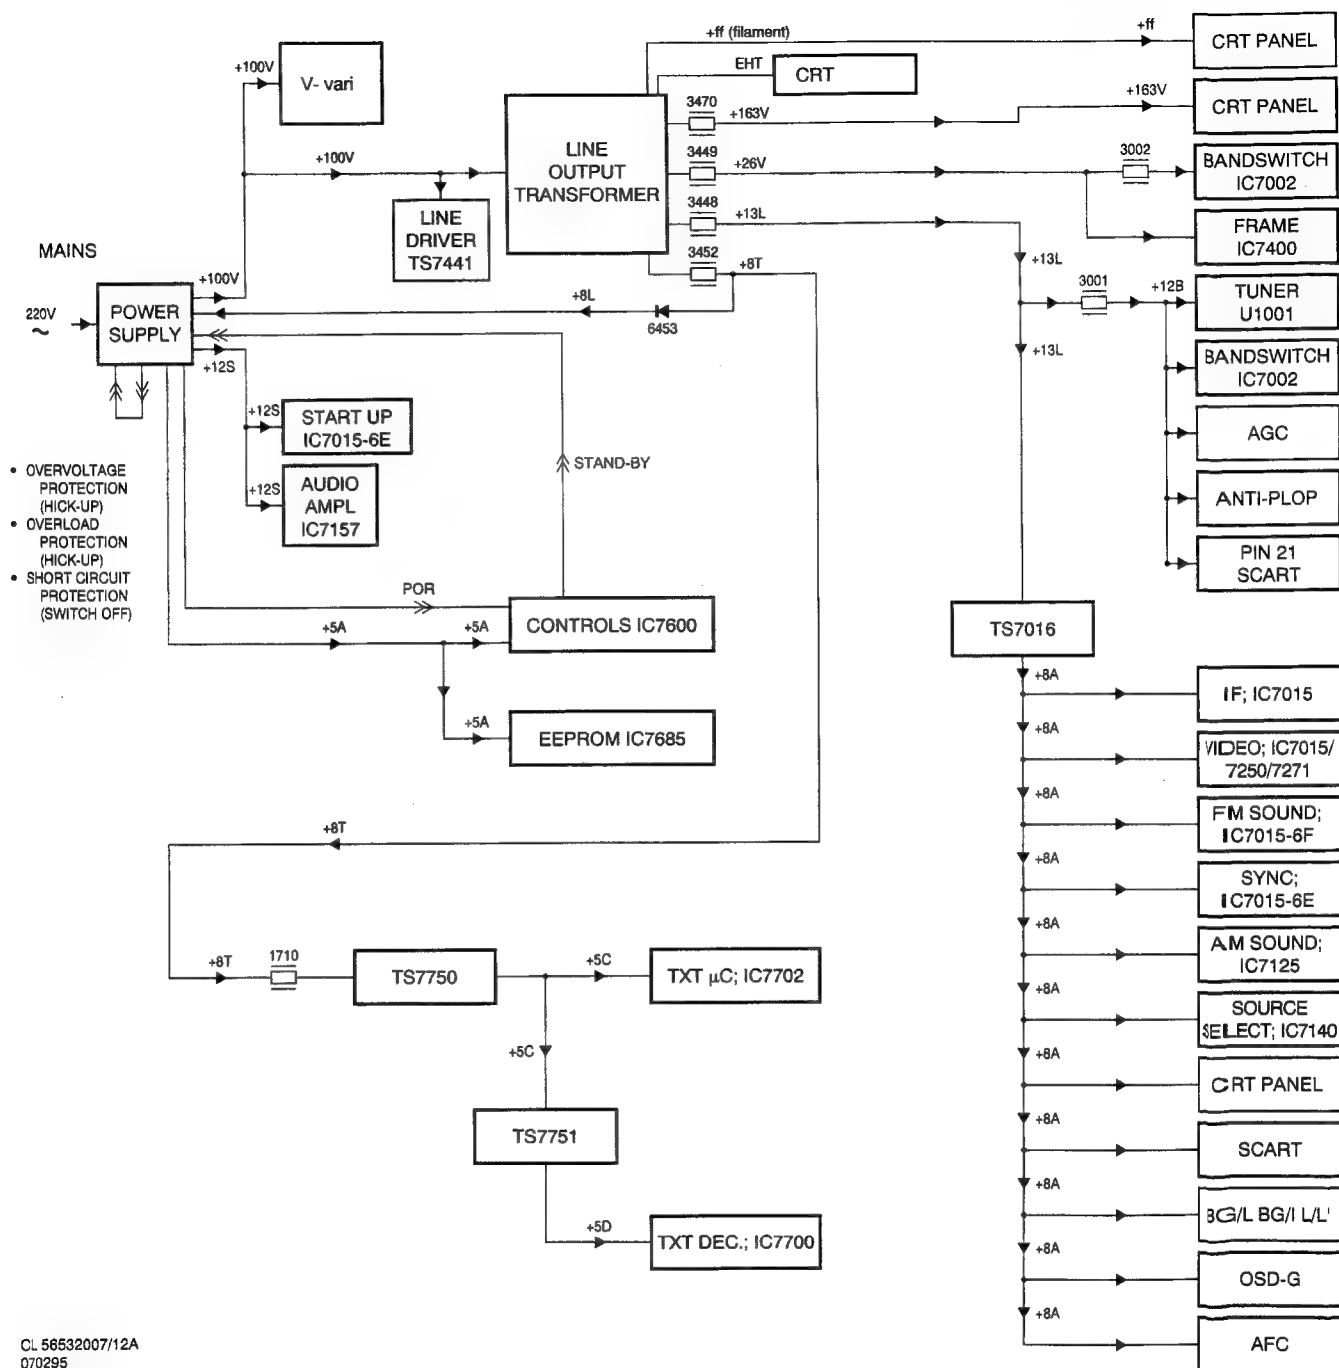 +ff (filament)
+ff
CRT PANEL
+100V
V- vari
EHT
CRT
3470
+163V
+163V
CRT PANEL
LINE
OUTPUT
TRANSFORMER
3449
+26V
3002
BANDSWITCH
IC7002
+100V
LINE
DRIVER
TS7441
3448
+13L
FRAME
IC7400
MAINS
3452
+8T
+13L
3001
+12B
TUNER
U1001
+100V
220V
~
POWER
SUPPLY
+8L
6453
+13L
BANDSWITCH
IC7002
+12S
+12S
START UP
IC7015-6E
AGC
STAND-BY
• OVERVOLTAGE
PROTECTION
(HICK-UP)
• OVERLOAD
PROTECTION
(HICK-UP)
• SHORT CIRCUIT
PROTECTION
(SWITCH OFF)
+12S
AUDIO
AMPL
IC7157
ANTI-PLOP
PIN 21
SCART
POR
+5A
+5A
CONTROLS IC7600
TS7016
+5A
EEPROM IC7685
+8A
IF; IC7015
+8A
VIDEO; IC7015/
7250/7271
+8A
FM SOUND;
IC7015-6F
+8A
SYNC;
IC7015-6E
+8A
AM SOUND;
IC7125
+8A
SOURCE
SELECT; IC7140
+8A
CRT PANEL
+8A
SCART
+8A
BG/L BG/I L/L'
+8A
OSD-G
+8A
AFC
+8T
+8T
1710
TS7750
+5C
TXT µC; IC7702
+5C
TS7751
+5D
TXT DEC.; IC7700
CL 56532007/12A
070295